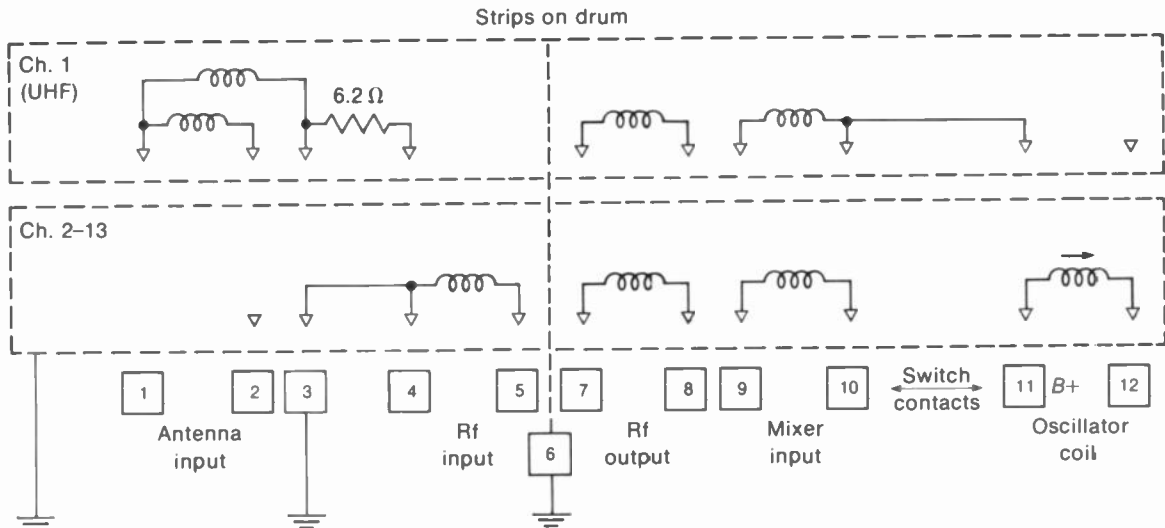 Strips on drum
Ch. 1
(UHF)
6.2 Ω
Ch. 2–13
1
2
3
4
5
7
8
9
10
Switch
contacts
11
B+
12
Antenna
input
Rf
input
6
Rf
output
Mixer
input
Oscillator
coil